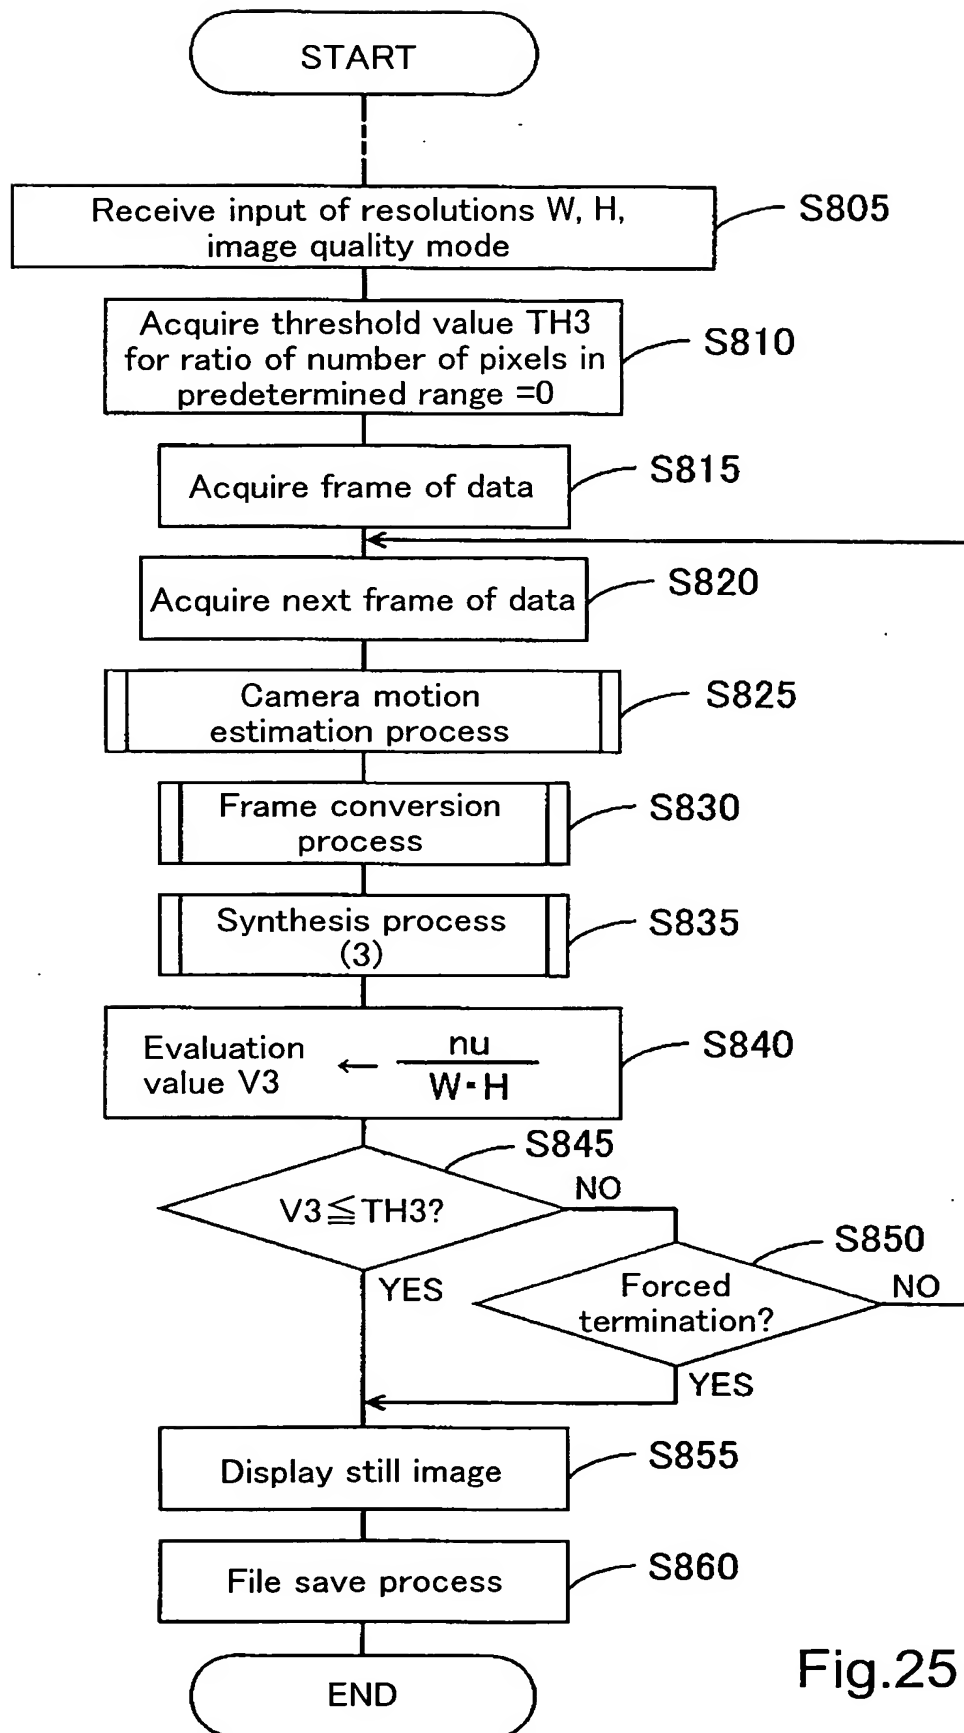 START
Receive input of resolutions W, H,
image quality mode
S805
Acquire threshold value TH3
for ratio of number of pixels in
predetermined range =0
S810
Acquire frame of data
S815
Acquire next frame of data
S820
Camera motion
estimation process
S825
Frame conversion
process
S830
Synthesis process
(3)
S835
Evaluation
value V3
← nu
W·H
S840
V3≦TH3?
S845
NO
YES
Forced
termination?
S850
NO
YES
Display still image
S855
File save process
S860
END
Fig.25